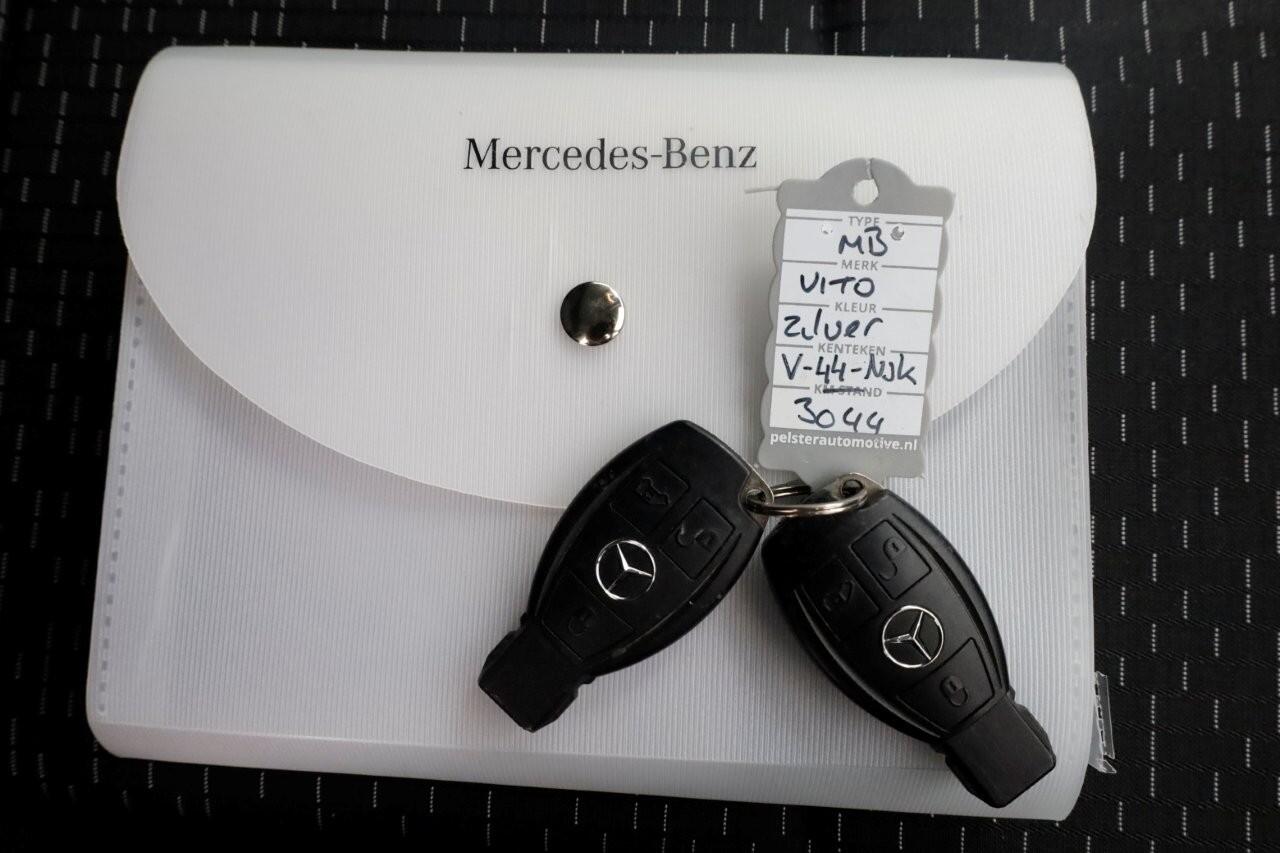 Mercedes-Benz
TYPE
MB
MERK
VITO
KLEUR
Zilver
KENTEKEN
V-44-NJK
KM STAND
3044
pelsterautomotive.nl